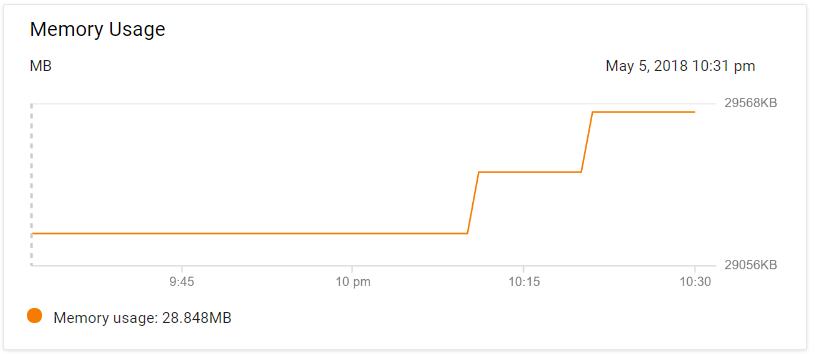 Memory Usage
MB May 5, 2018 10:31 pm
29568KB
29056KB
9:45 10 pm 10:15 10:30
Memory usage: 28.848MB